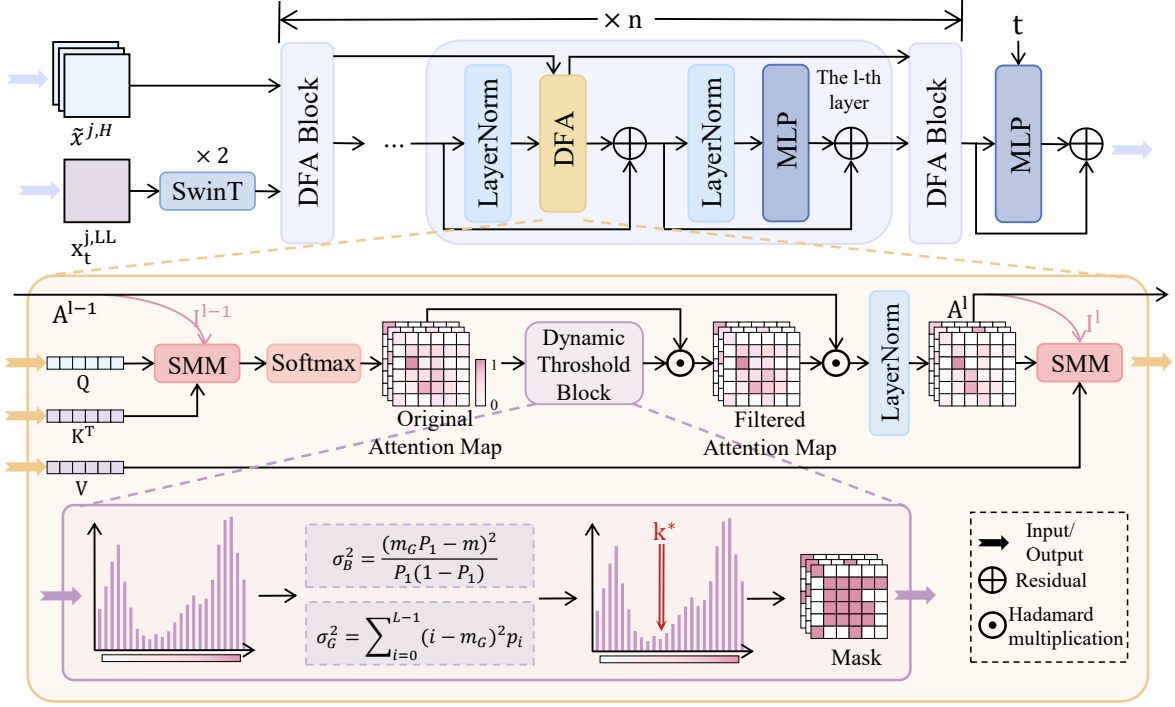 × n
t
x̃^{j,H}
The l-th
layer
DFA Block
...
LayerNorm
DFA
LayerNorm
MLP
DFA Block
MLP
× 2
SwinT
x_t^{j,LL}
A^{l−1}
I^{l−1}
A^l
I^l
Q
SMM
Softmax
1
0
Dynamic
Threshold
Block
LayerNorm
SMM
K^T
Original
Attention Map
Filtered
Attention Map
V
σ_B^2 = (m_G P_1 − m)^2 / P_1(1 − P_1)
σ_G^2 = ∑_{i=0}^{L−1} (i − m_G)^2 p_i
k*
Mask
Input/
Output
Residual
Hadamard
multiplication